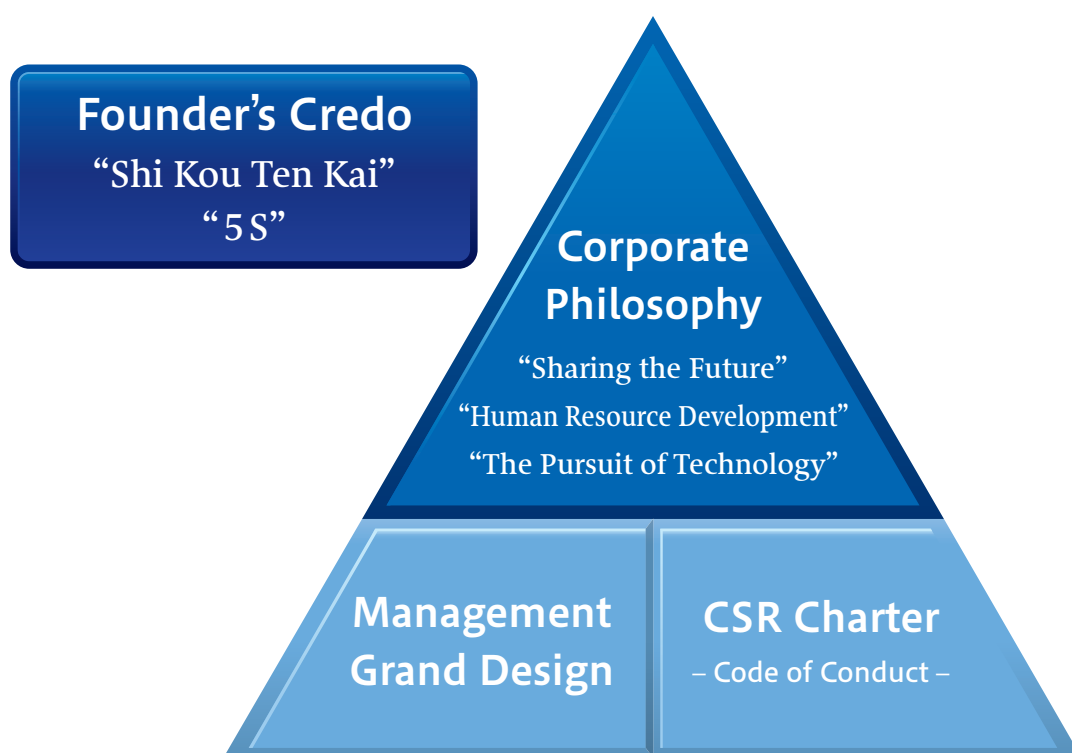 Founder’s Credo
“Shi Kou Ten Kai”
“5 S”
Corporate
Philosophy
“Sharing the Future”
“Human Resource Development”
“The Pursuit of Technology”
Management
Grand Design
CSR Charter
– Code of Conduct –